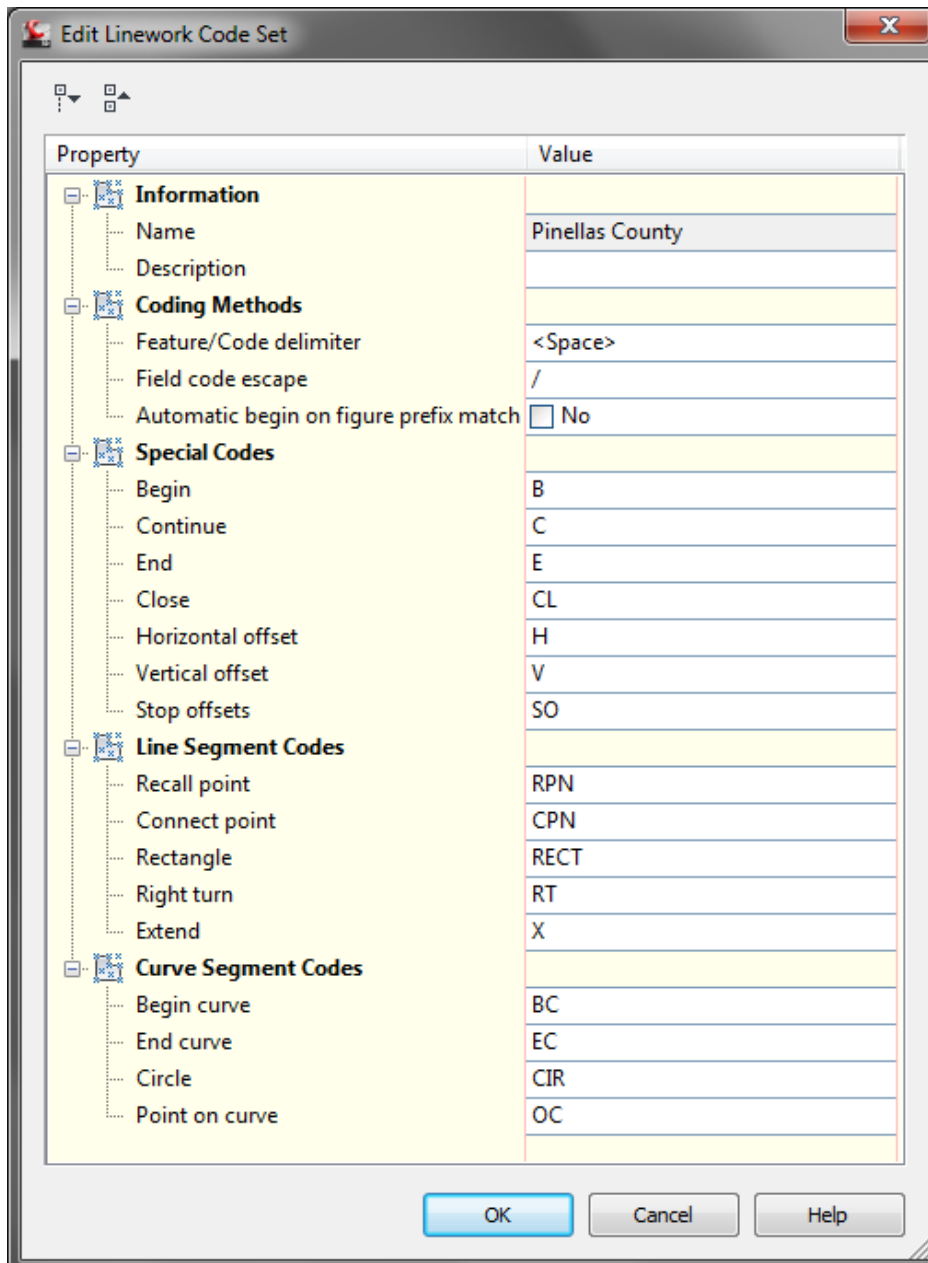 Edit Linework Code Set
Property Value
Information
Name Pinellas County
Description
Coding Methods
Feature/Code delimiter <Space>
Field code escape /
Automatic begin on figure prefix match No
Special Codes
Begin B
Continue C
End E
Close CL
Horizontal offset H
Vertical offset V
Stop offsets SO
Line Segment Codes
Recall point RPN
Connect point CPN
Rectangle RECT
Right turn RT
Extend X
Curve Segment Codes
Begin curve BC
End curve EC
Circle CIR
Point on curve OC
OK Cancel Help